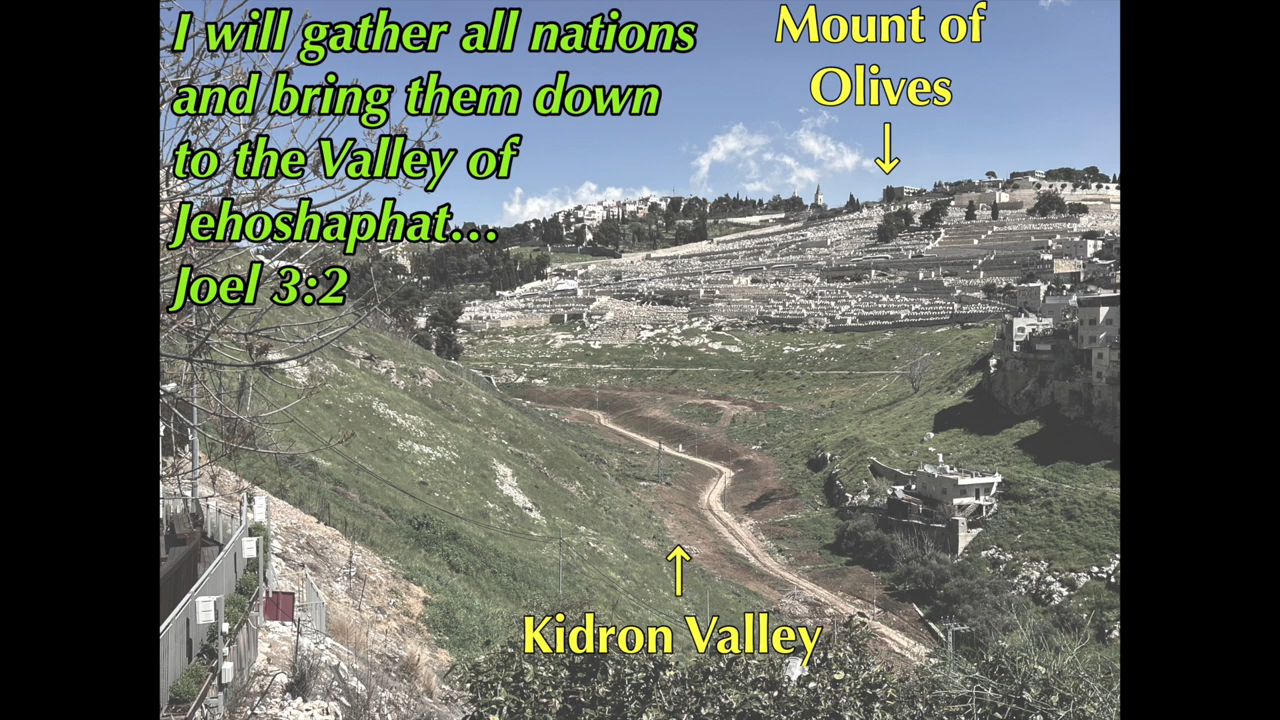 I will gather all nations
and bring them down
to the Valley of
Jehoshaphat...
Joel 3:2
Mount of
Olives
Kidron Valley